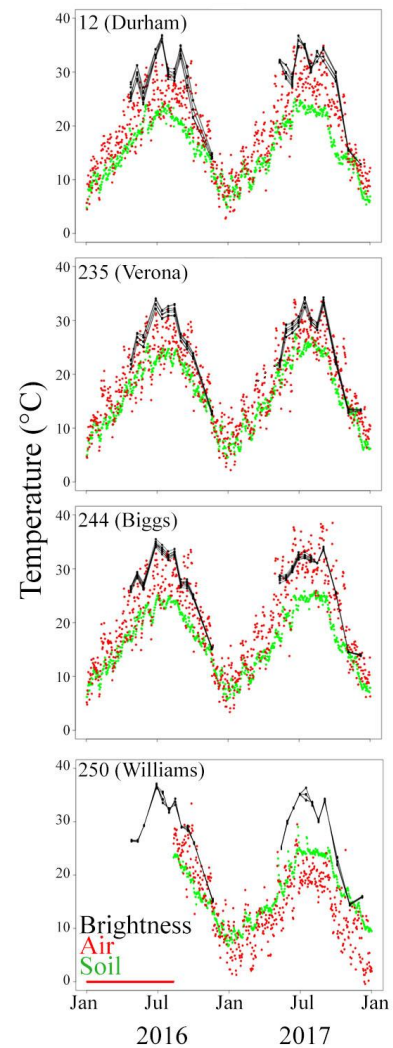 12 (Durham)
40
30
20
10
0
235 (Verona)
40
30
20
10
0
Temperature (°C)
244 (Biggs)
40
30
20
10
0
250 (Williams)
40
30
20
10
0
Brightness
Air
Soil
Jan Jul Jan Jul Jan
2016 2017